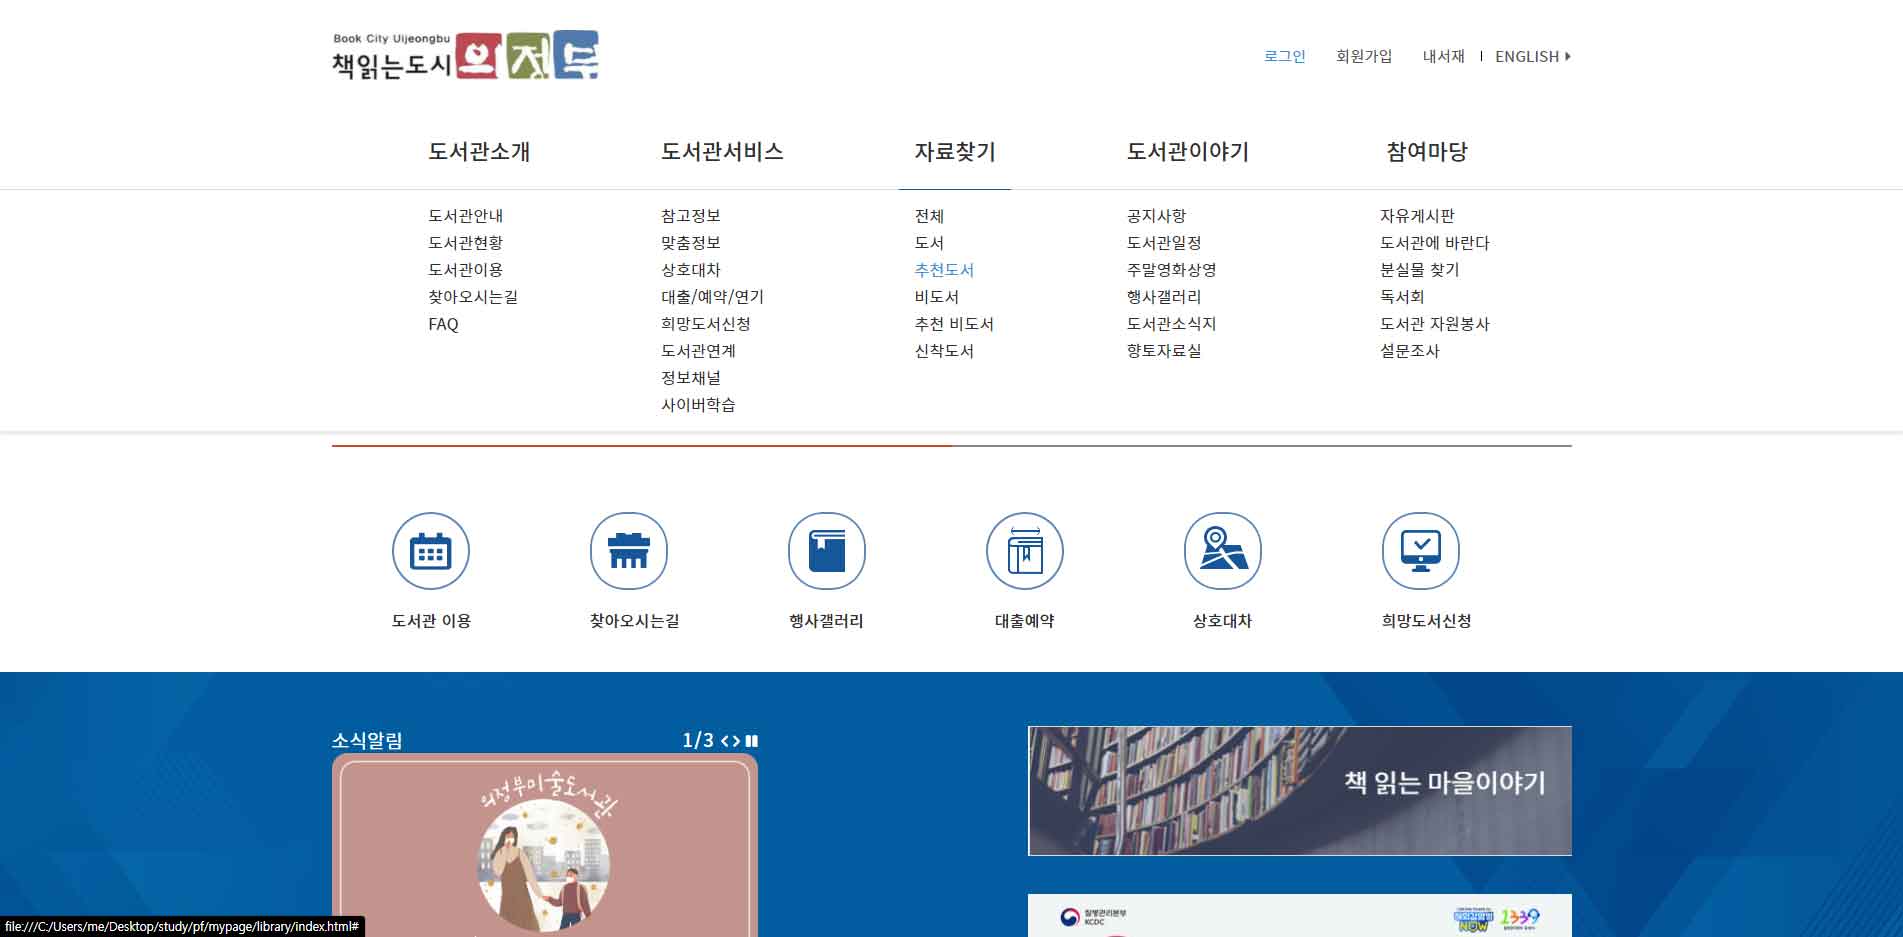 Book City Uijeongbu
책읽는도시 의정부
로그인 회원가입 내서재 ENGLISH
도서관소개 도서관서비스 자료찾기 도서관이야기 참여마당
도서관안내 참고정보 전체 공지사항 자유게시판
도서관현황 맞춤정보 도서 도서관일정 도서관에 바란다
도서관이용 상호대차 추천도서 주말영화상영 분실물 찾기
찾아오시는길 대출/예약/연기 비도서 행사갤러리 독서회
FAQ 희망도서신청 추천 비도서 도서관소식지 도서관 자원봉사
도서관연계 신착도서 향토자료실 설문조사
정보채널
사이버학습
도서관 이용 찾아오시는길 행사갤러리 대출예약 상호대차 희망도서신청
소식알림 1/3
의정부미술도서관
책 읽는 마을이야기
질병관리본부
KCDC
해외감염병
NOW
1339
file:///C:/Users/me/Desktop/study/pf/mypage/library/index.html#